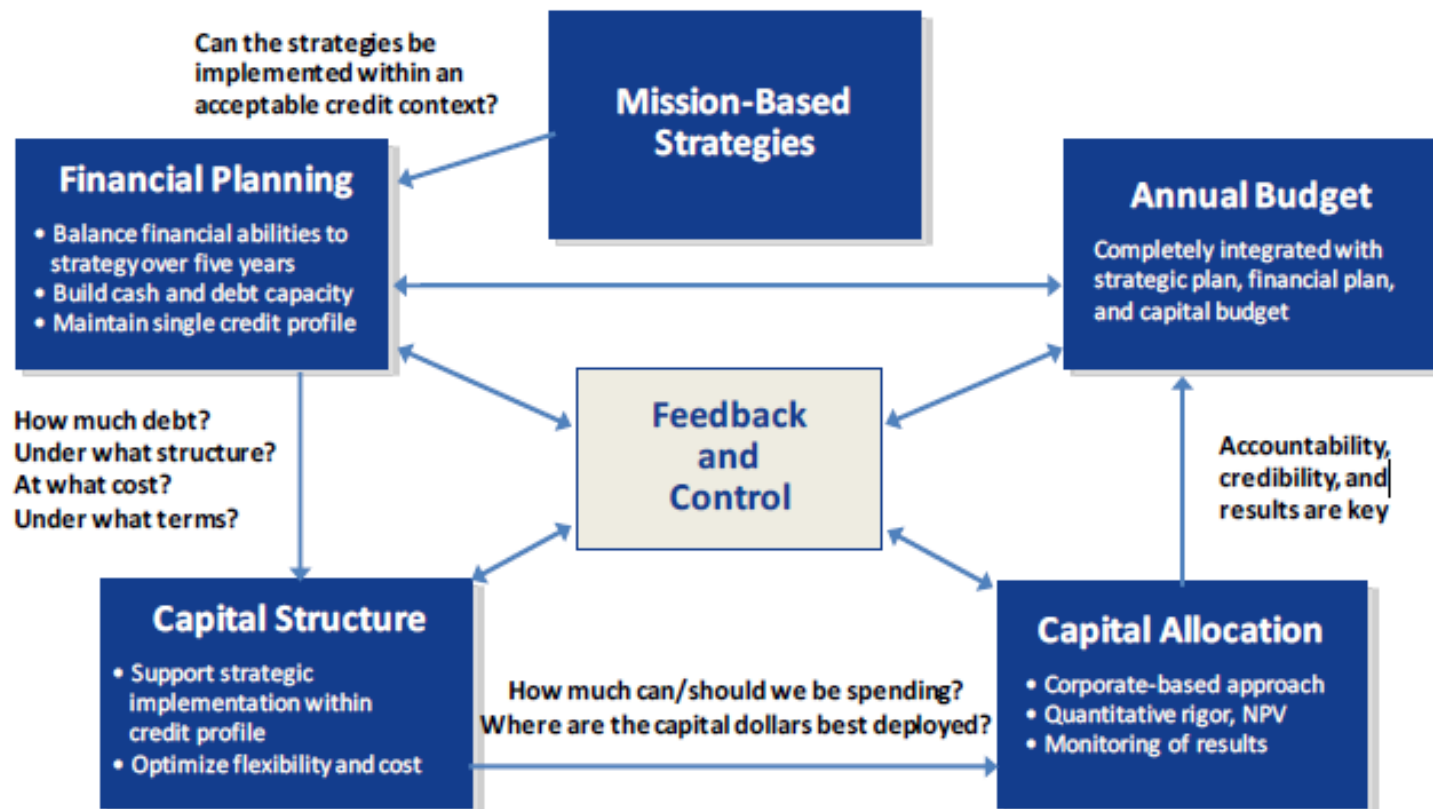 Can the strategies be
implemented within an
acceptable credit context?
Mission-Based
Strategies
Financial Planning
• Balance financial abilities to
strategy over five years
• Build cash and debt capacity
• Maintain single credit profile
Annual Budget
Completely integrated with
strategic plan, financial plan,
and capital budget
How much debt?
Under what structure?
At what cost?
Under what terms?
Feedback
and
Control
Accountability,
credibility, and
results are key
Capital Structure
• Support strategic
implementation within
credit profile
• Optimize flexibility and cost
How much can/should we be spending?
Where are the capital dollars best deployed?
Capital Allocation
• Corporate-based approach
• Quantitative rigor, NPV
• Monitoring of results